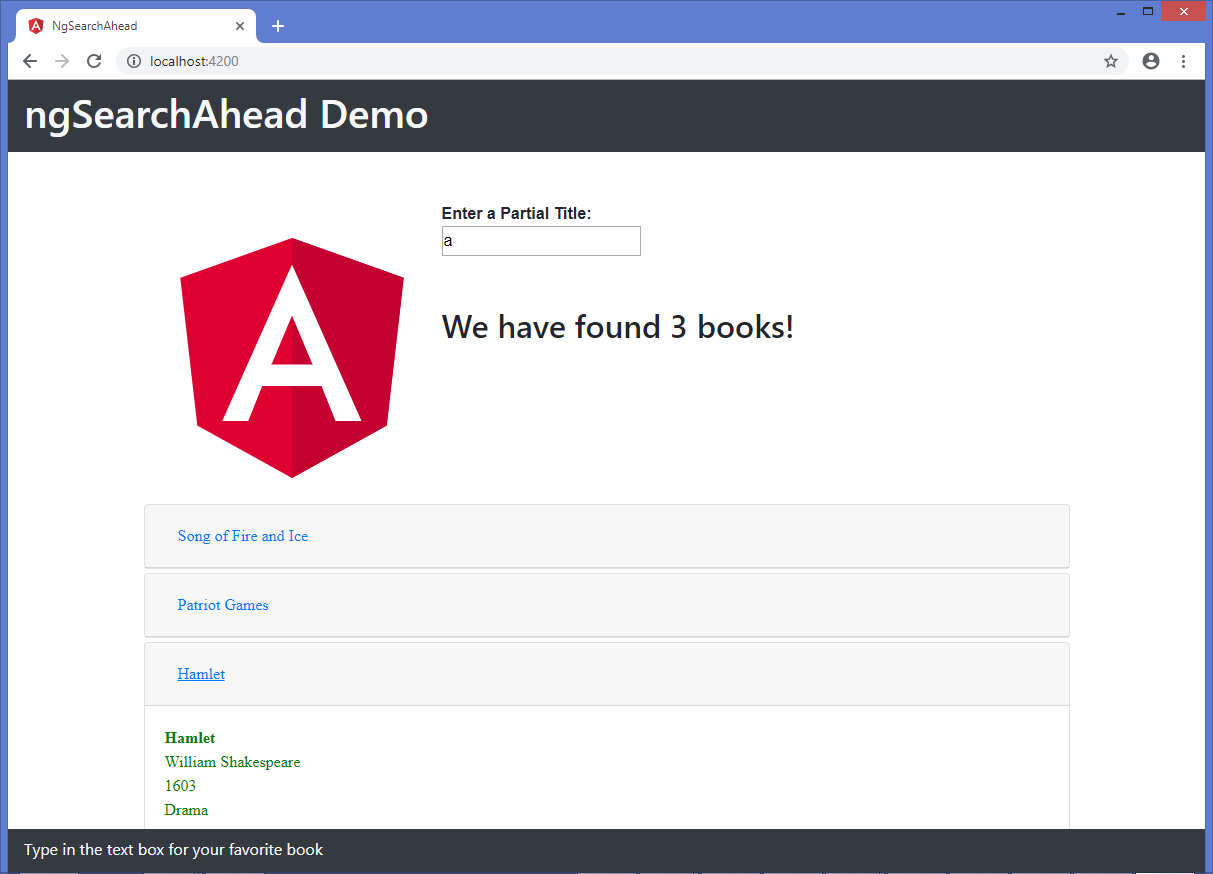 NgSearchAhead
localhost:4200
ngSearchAhead Demo
Enter a Partial Title:
a
A
We have found 3 books!
Song of Fire and Ice
Patriot Games
Hamlet
Hamlet
William Shakespeare
1603
Drama
Type in the text box for your favorite book